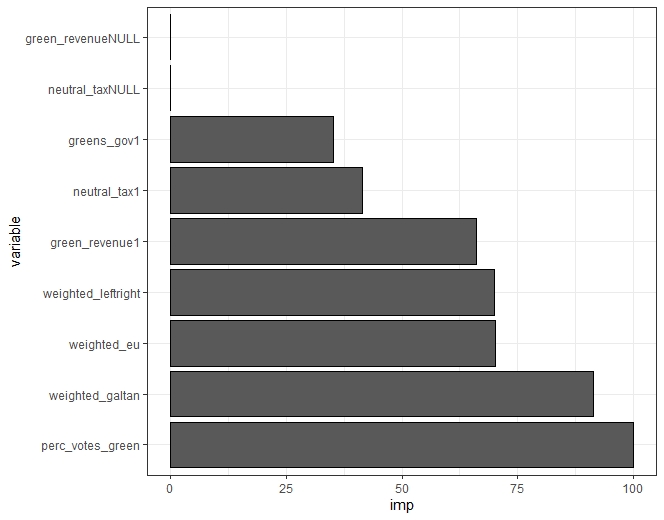 green_revenueNULL
neutral_taxNULL
greens_gov1
neutral_tax1
green_revenue1
weighted_leftright
weighted_eu
weighted_galtan
perc_votes_green
variable
0 25 50 75 100
imp